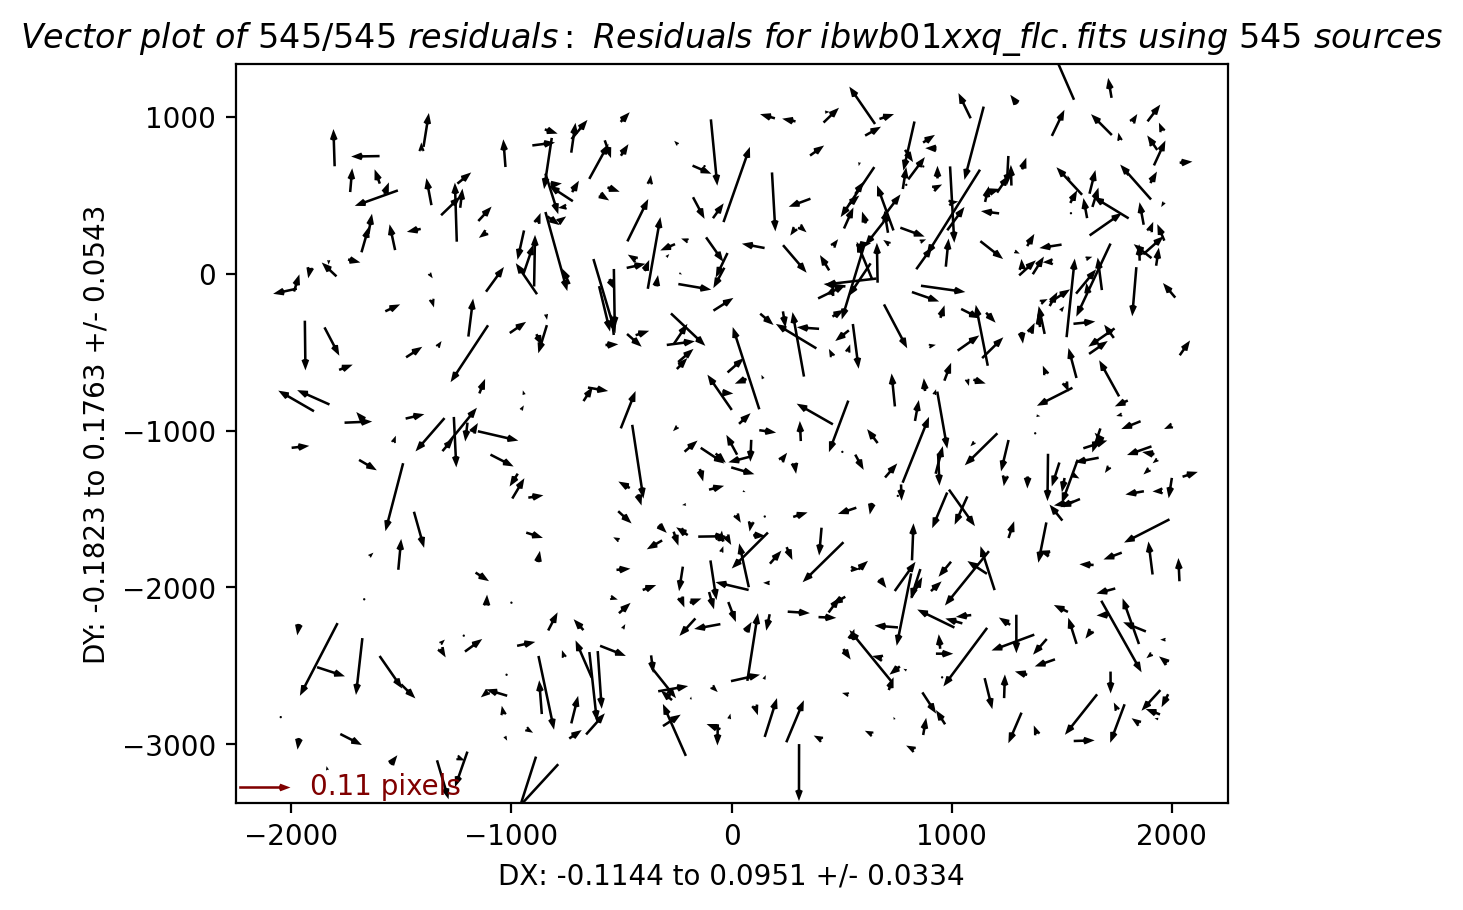 Vector plot of 545/545 residuals: Residuals for ibwb01xxq_flc.fits using 545 sources
1000
0
−1000
−2000
−3000
DY: -0.1823 to 0.1763 +/- 0.0543
0.11 pixels
−2000
−1000
0
1000
2000
DX: -0.1144 to 0.0951 +/- 0.0334